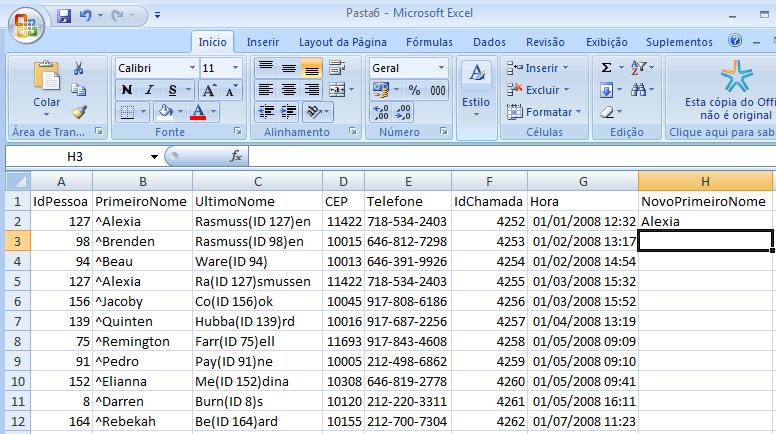 Pasta6 - Microsoft Excel
Início Inserir Layout da Página Fórmulas Dados Revisão Exibição Suplementos
Colar
Calibri 11
Geral
Estilo
Inserir
Excluir
Formatar
Esta cópia do Offi
não é original
Área de Tran... Fonte Alinhamento Número Células Edição Clique aqui para sab
H3 fx
A B C D E F G H
1 IdPessoa PrimeiroNome UltimoNome CEP Telefone IdChamada Hora NovoPrimeiroNome
2 127 ^Alexia Rasmuss(ID 127)en 11422 718-534-2403 4252 01/01/2008 12:32 Alexia
3 98 ^Brenden Rasmuss(ID 98)en 10015 646-812-7298 4253 01/02/2008 13:17
4 94 ^Beau Ware(ID 94) 10013 646-391-9926 4254 01/02/2008 14:54
5 127 ^Alexia Ra(ID 127)smussen 11422 718-534-2403 4255 01/03/2008 15:32
6 156 ^Jacoby Co(ID 156)ok 10045 917-808-6186 4256 01/03/2008 15:52
7 139 ^Quinten Hubba(ID 139)rd 10016 917-687-2256 4257 01/04/2008 13:19
8 75 ^Remington Farr(ID 75)ell 11693 917-843-4608 4258 01/05/2008 09:09
9 91 ^Pedro Pay(ID 91)ne 10005 212-498-6862 4259 01/05/2008 09:10
10 152 ^Elianna Me(ID 152)dina 10308 646-819-2778 4260 01/05/2008 09:41
11 8 ^Darren Burn(ID 8)s 10120 212-220-3311 4261 01/05/2008 16:11
12 164 ^Rebekah Be(ID 164)ard 10155 212-700-7304 4262 01/07/2008 11:23